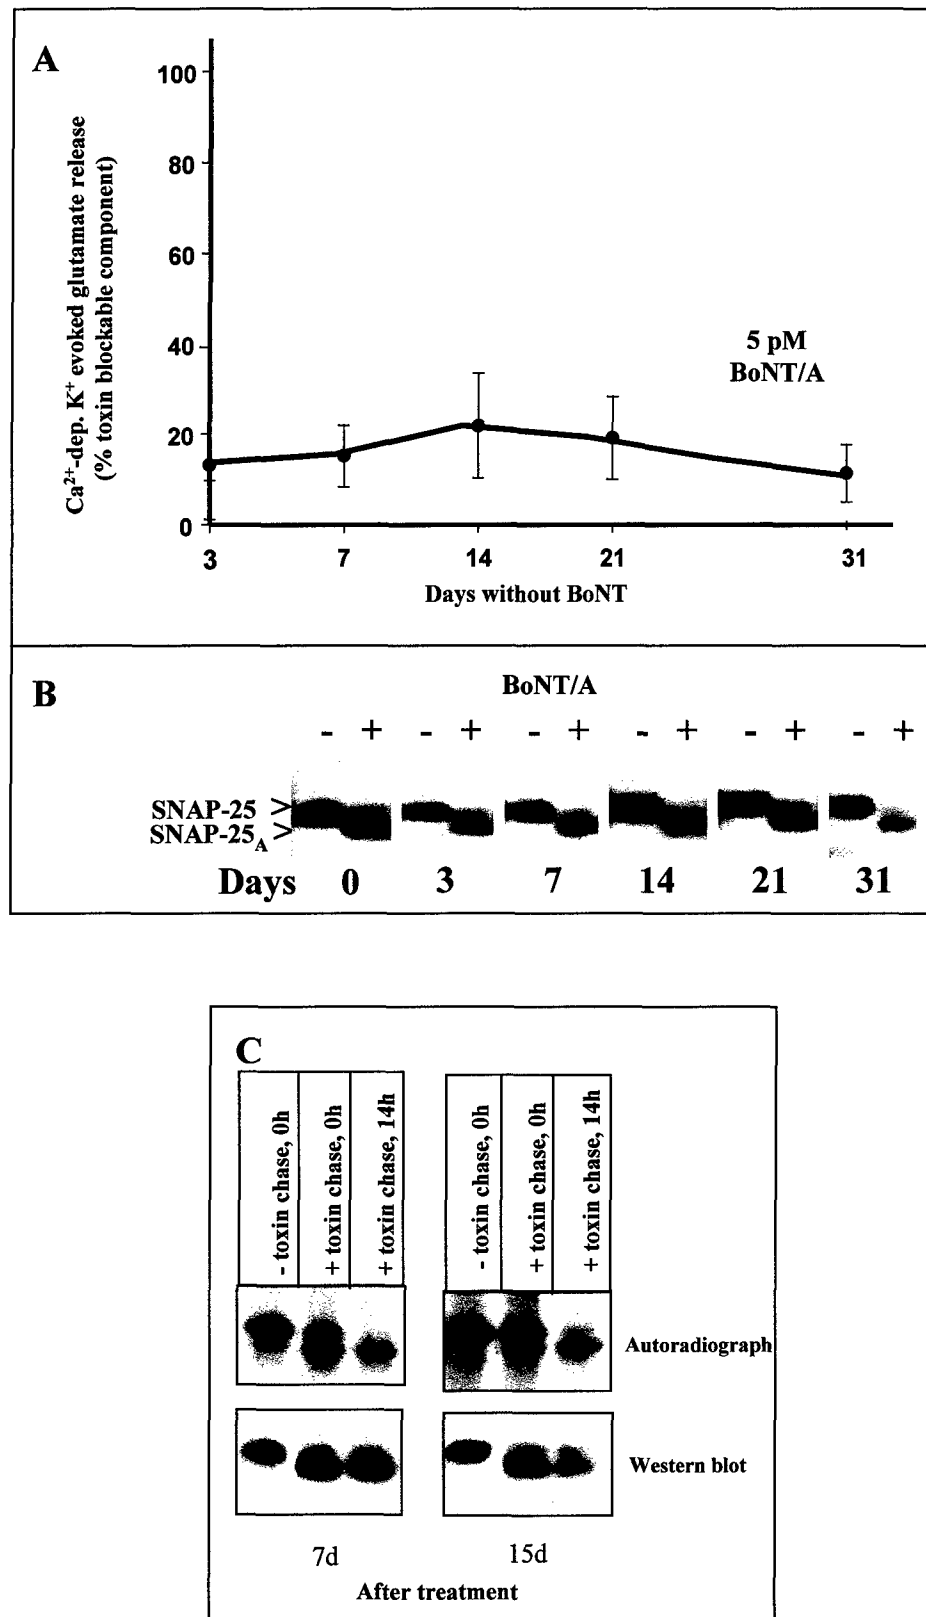 A
Ca²⁺-dep. K⁺ evoked glutamate release
(% toxin blockable component)
100
80
60
40
20
0
5 pM
BoNT/A
3 7 14 21 31
Days without BoNT
B
BoNT/A
- + - + - + - + - + - +
SNAP-25 >
SNAP-25A >
Days 0 3 7 14 21 31
C
- toxin chase, 0h
+ toxin chase, 0h
+ toxin chase, 14h
- toxin chase, 0h
+ toxin chase, 0h
+ toxin chase, 14h
Autoradiograph
Western blot
7d 15d
After treatment